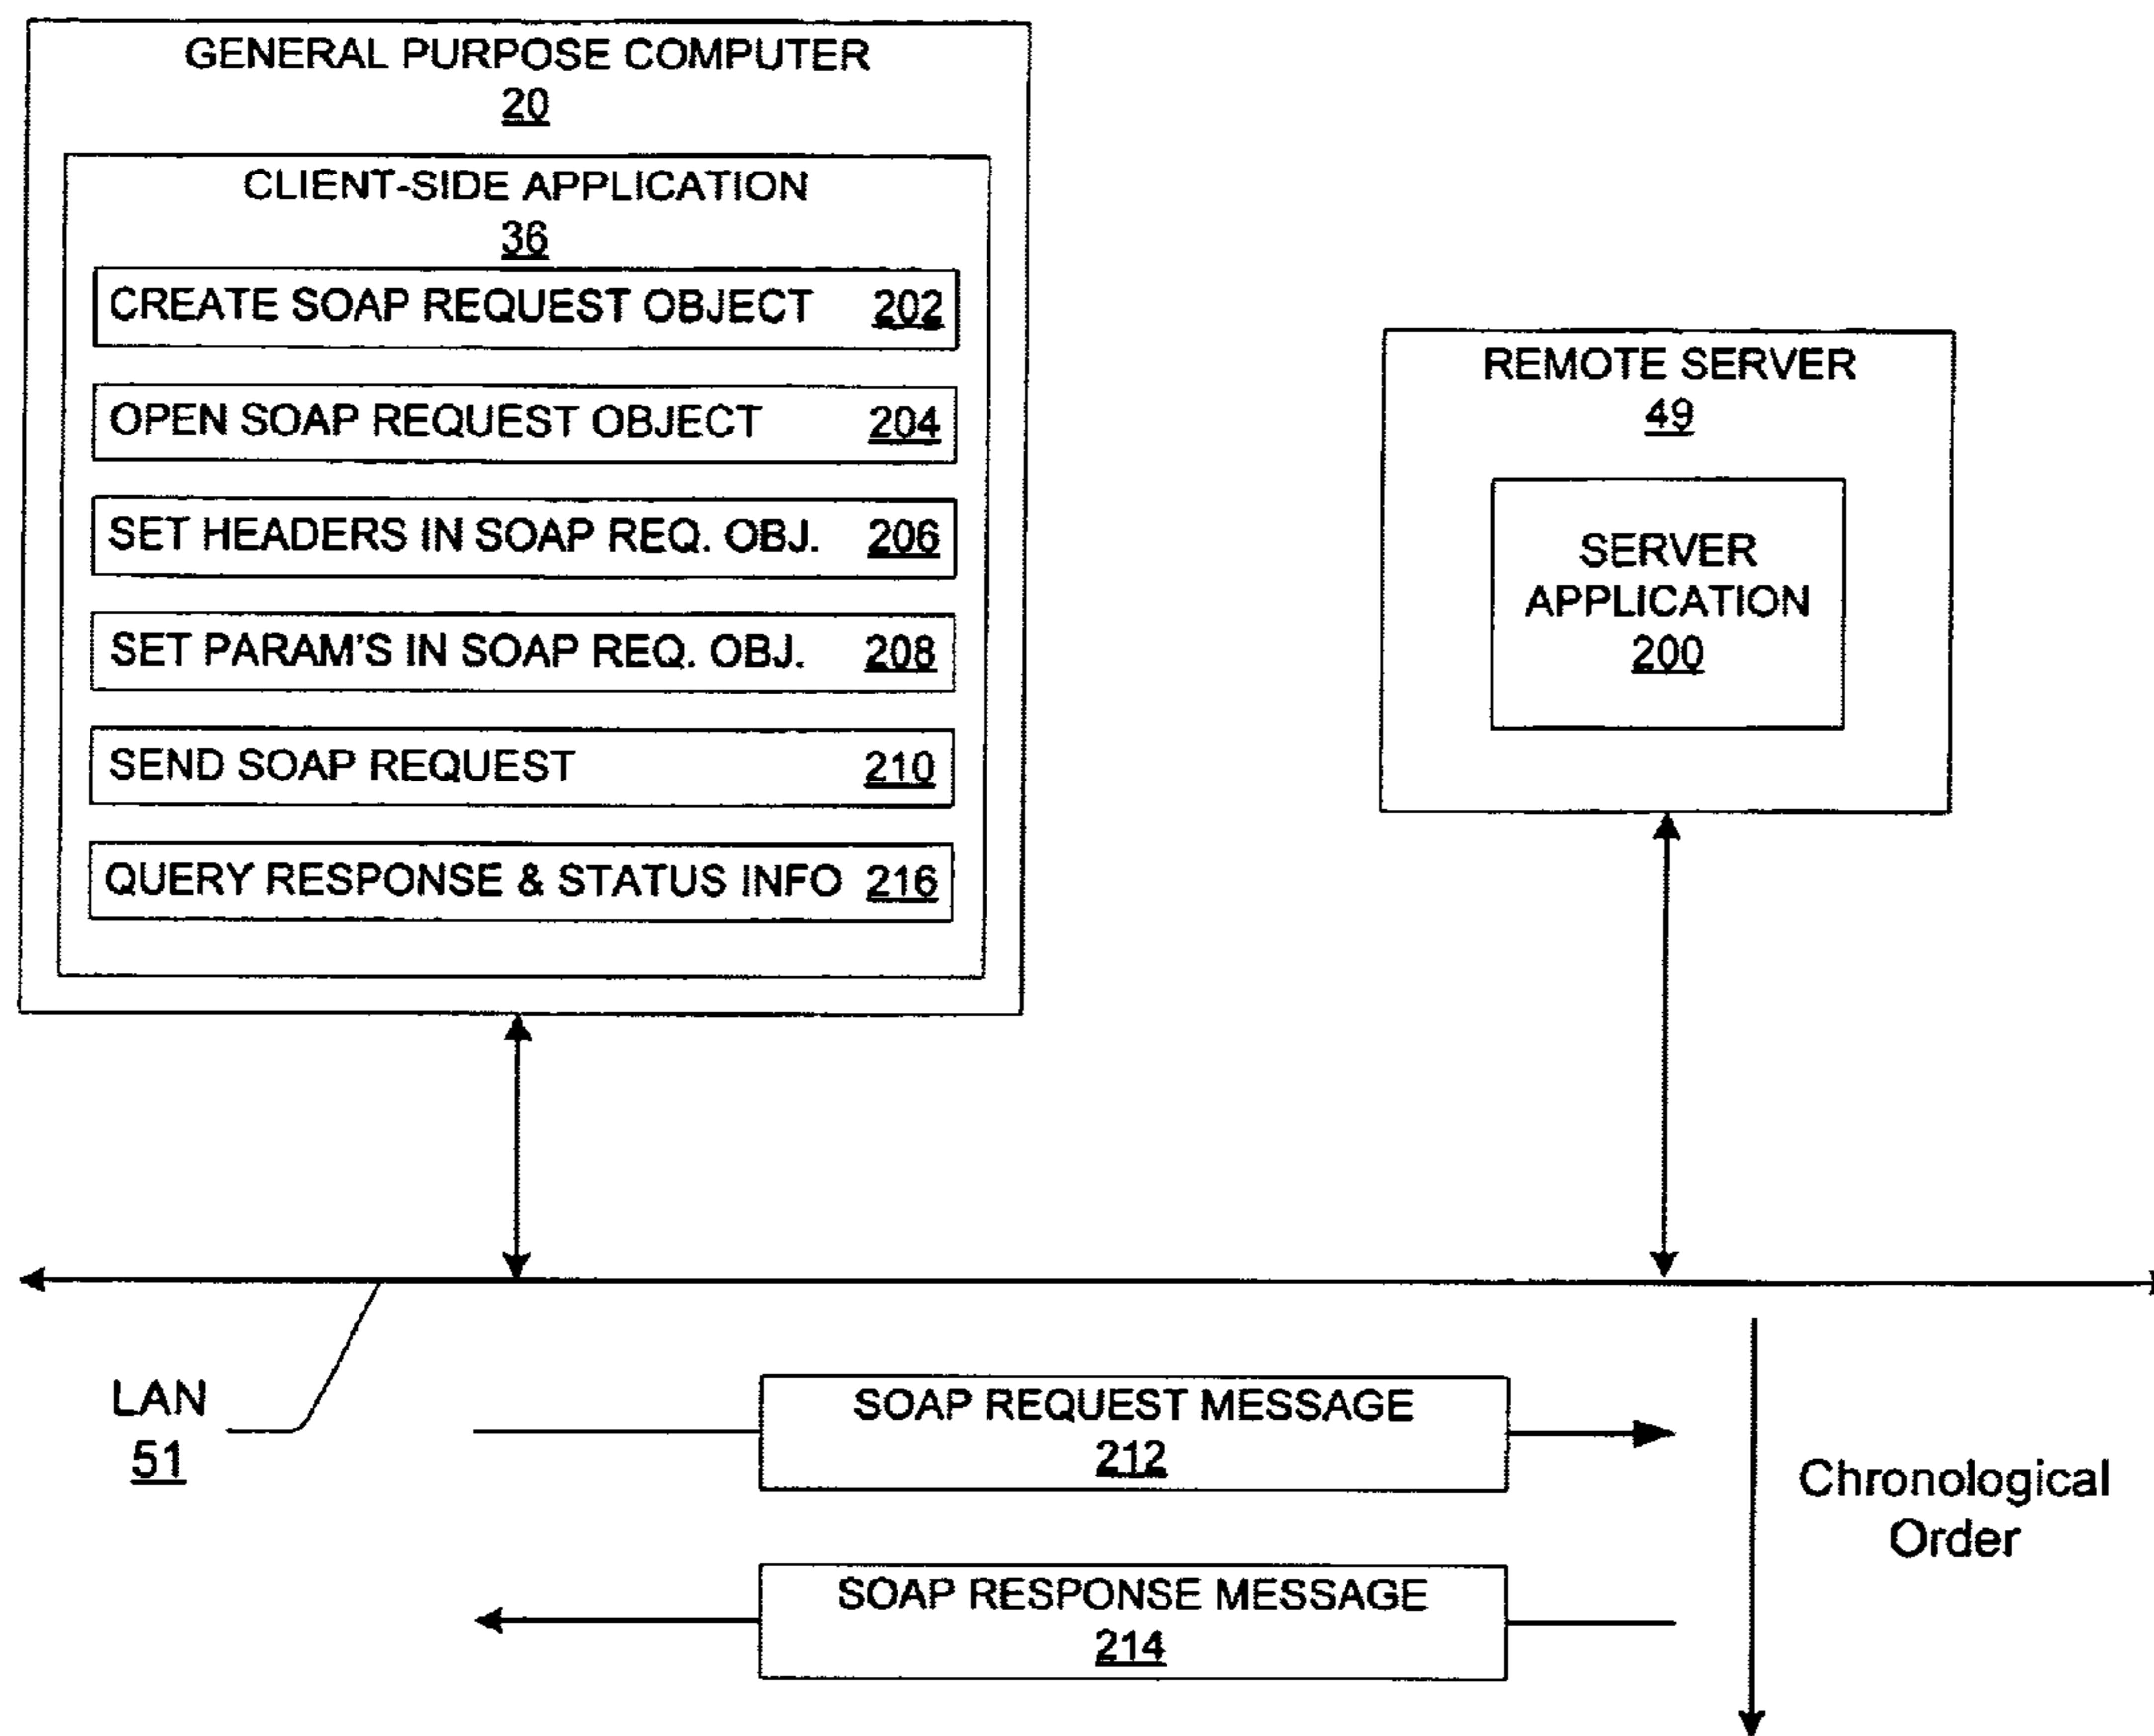 GENERAL PURPOSE COMPUTER
20
CLIENT-SIDE APPLICATION
36
CREATE SOAP REQUEST OBJECT 202
OPEN SOAP REQUEST OBJECT 204
SET HEADERS IN SOAP REQ. OBJ. 206
SET PARAM'S IN SOAP REQ. OBJ. 208
SEND SOAP REQUEST 210
QUERY RESPONSE & STATUS INFO 216
REMOTE SERVER
49
SERVER
APPLICATION
200
LAN
51
SOAP REQUEST MESSAGE
212
SOAP RESPONSE MESSAGE
214
Chronological
Order